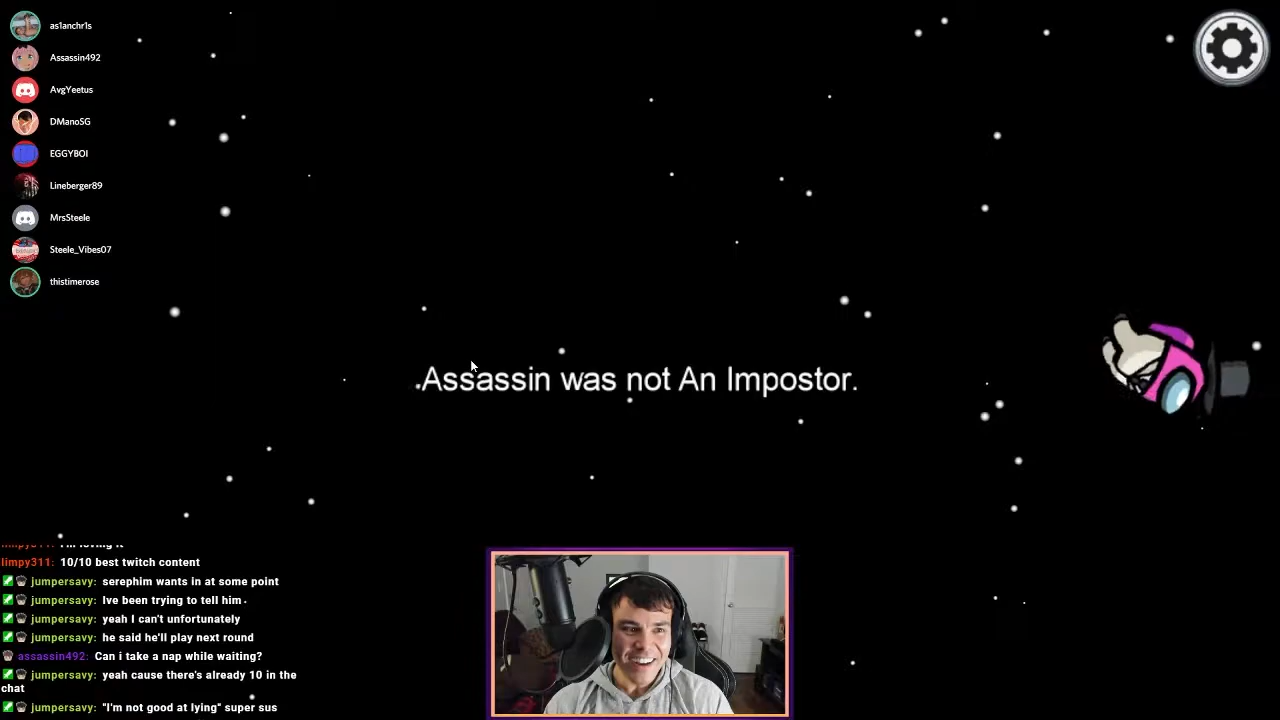 as1anchr1s
Assassin492
AvgYeetus
DManoSG
EGGYBOI
Lineberger89
MrsSteele
Steele_Vibes07
thistimerose
Assassin was not An Impostor.
limpy311: I'm loving it
limpy311: 10/10 best twitch content
jumpersavy: serephim wants in at some point
jumpersavy: Ive been trying to tell him
jumpersavy: yeah I can't unfortunately
jumpersavy: he said he'll play next round
assassin492: Can i take a nap while waiting?
jumpersavy: yeah cause there's already 10 in the
chat
jumpersavy: "I'm not good at lying" super sus